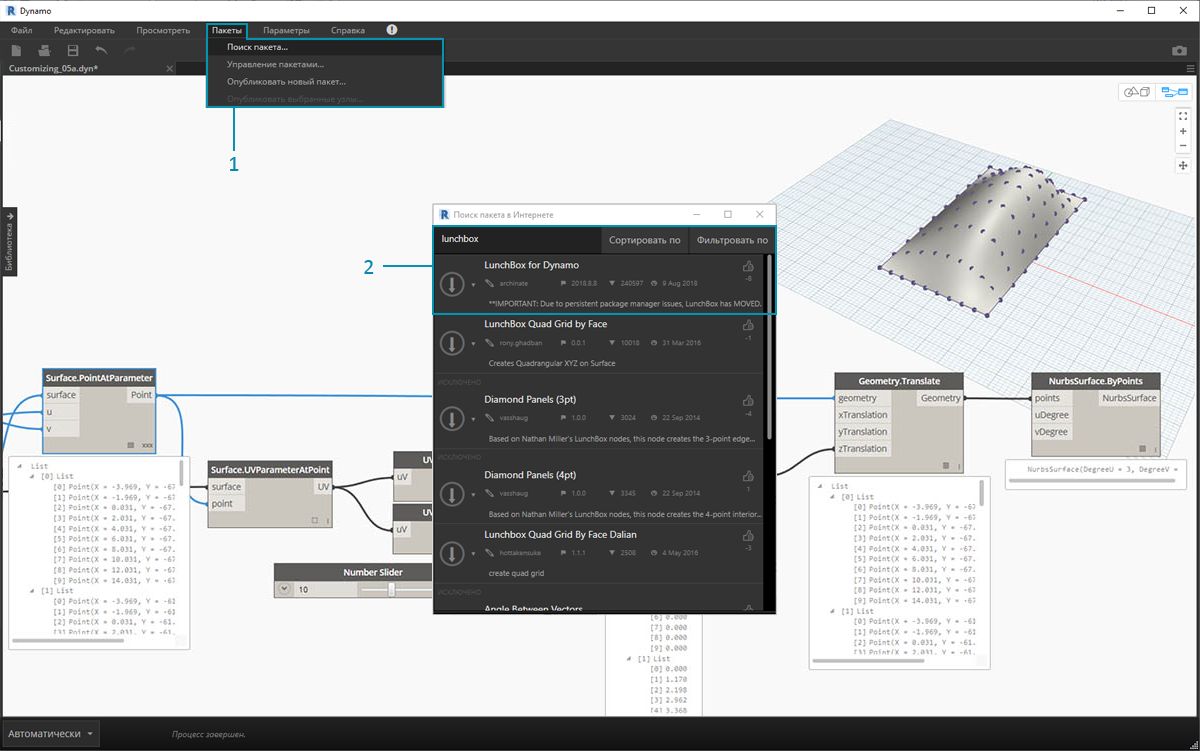 Dynamo
Файл Редактировать Просмотреть Пакеты Параметры Справка
Поиск пакета...
Управление пакетами...
Опубликовать новый пакет...
Опубликовать выбранные узлы...
Customizing_05a.dyn*
1
Библиотека
Поиск пакета в Интернете
lunchbox Сортировать по Фильтровать по
2
LunchBox for Dynamo
archinate 2018.8.8 240597 9 Aug 2018 -8
**IMPORTANT: Due to persistent package manager issues, LunchBox has MOVED.
LunchBox Quad Grid by Face
rony.ghadban 0.0.1 10018 31 Mar 2016 -1
Creates Quadrangular XYZ on Surface
ИСКЛЮЧЕНО
Diamond Panels (3pt)
vasshaug 1.0.0 3024 22 Sep 2014 -4
Based on Nathan Miller's LunchBox nodes, this node creates the 3-point edge...
ИСКЛЮЧЕНО
Diamond Panels (4pt)
vasshaug 1.0.0 3345 22 Sep 2014 1
Based on Nathan Miller's LunchBox nodes, this node creates the 4-point interior...
Lunchbox Quad Grid By Face Dalian
hottakensuke 1.1.1 2508 4 May 2016 -3
create quad grid
ИСКЛЮЧЕНО
Angle Between Vectors
Surface.PointAtParameter
surface Point
u
v
xxx
List
[0] List
[0] Point(X = -3.969, Y = -67
[1] Point(X = -1.969, Y = -67
[2] Point(X = 0.031, Y = -67.
[3] Point(X = 2.031, Y = -67.
[4] Point(X = 4.031, Y = -67.
[5] Point(X = 6.031, Y = -67.
[6] Point(X = 8.031, Y = -67.
[7] Point(X = 10.031, Y = -67
[8] Point(X = 12.031, Y = -67
[9] Point(X = 14.031, Y = -67
[1] List
[0] Point(X = -3.969, Y = -61
[1] Point(X = -1.969, Y = -61
[2] Point(X = 0.031, Y = -61.
[3] Point(X = 2.031, Y = -61.
Surface.UVParameterAtPoint
surface UV
point
UV
uV
UV
uV
Number Slider
10
[6] 0.000
[7] 0.000
[8] 0.000
[9] 0.000
[1] List
[0] 0.000
[1] 1.170
[2] 2.198
[3] 2.962
[4] 3.368
Geometry.Translate
geometry Geometry
xTranslation
yTranslation
zTranslation
List
[0] List
[0] Point(X = -3.969, Y = -67
[1] Point(X = -1.969, Y = -67
[2] Point(X = 0.031, Y = -67.
[3] Point(X = 2.031, Y = -67.
[4] Point(X = 4.031, Y = -67.
[5] Point(X = 6.031, Y = -67.
[6] Point(X = 8.031, Y = -67.
[7] Point(X = 10.031, Y = -67
[8] Point(X = 12.031, Y = -67
[9] Point(X = 14.031, Y = -67
[1] List
[0] Point(X = -3.969, Y = -61
[1] Point(X = -1.969, Y = -61
[2] Point(X = 0.031, Y = -61.
[3] Point(X = 2.031, Y = -61.
NurbsSurface.ByPoints
points NurbsSurface
uDegree
vDegree
NurbsSurface(DegreeU = 3, DegreeV =
Автоматически
Процесс завершен.